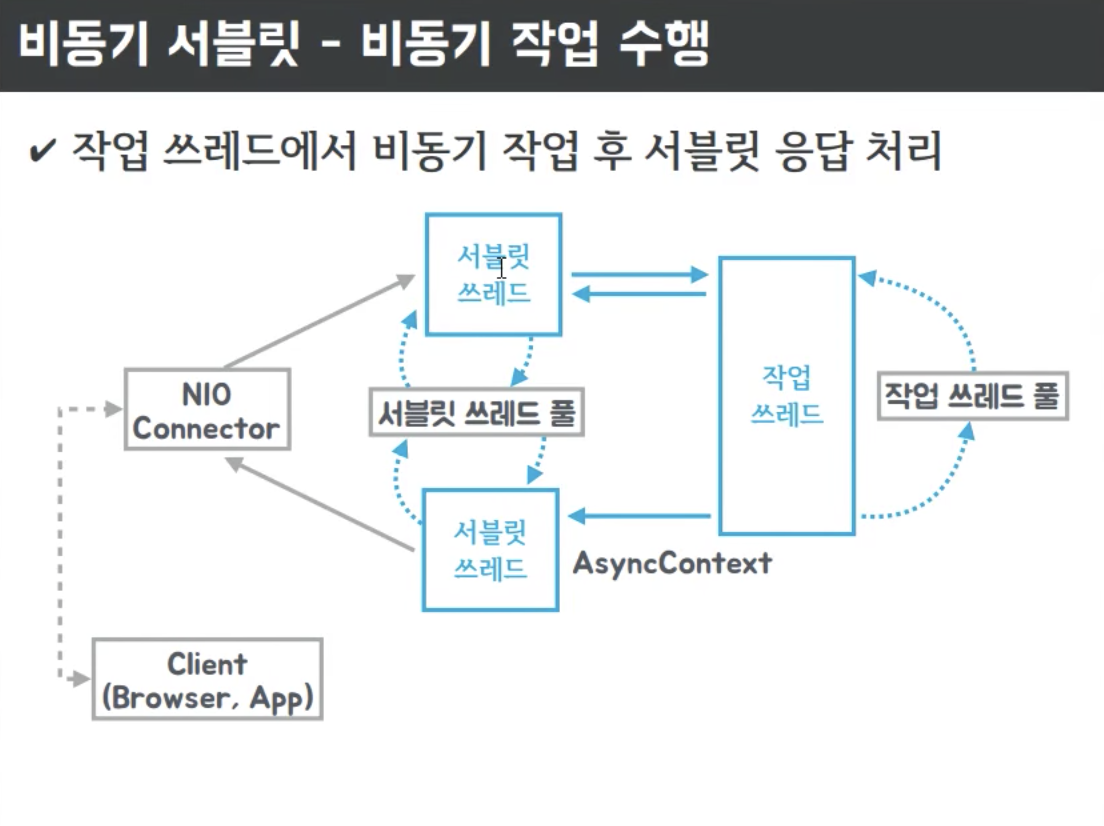 비동기 서블릿 - 비동기 작업 수행
✔ 작업 쓰레드에서 비동기 작업 후 서블릿 응답 처리
서블릿
쓰레드
작업
쓰레드
NIO
Connector
서블릿 쓰레드 풀
작업 쓰레드 풀
서블릿
쓰레드
AsyncContext
Client
(Browser, App)